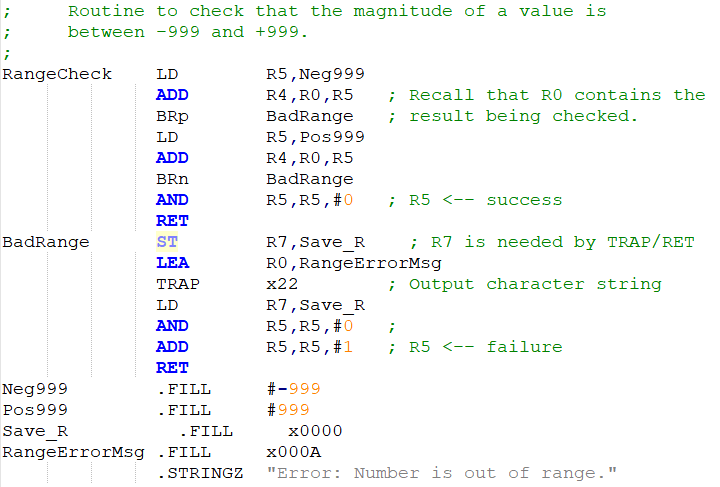 ;     Routine to check that the magnitude of a value is
;     between -999 and +999.
;
RangeCheck    LD        R5,Neg999
              ADD       R4,R0,R5   ; Recall that R0 contains the
              BRp       BadRange   ; result being checked.
              LD        R5,Pos999
              ADD       R4,R0,R5
              BRn       BadRange
              AND       R5,R5,#0   ; R5 <-- success
              RET
BadRange      ST        R7,Save_R    ; R7 is needed by TRAP/RET
              LEA       R0,RangeErrorMsg
              TRAP      x22        ; Output character string
              LD        R7,Save_R
              AND       R5,R5,#0   ;
              ADD       R5,R5,#1   ; R5 <-- failure
              RET
Neg999        .FILL     #-999
Pos999        .FILL     #999
Save_R          .FILL     x0000
RangeErrorMsg .FILL     x000A
              .STRINGZ  "Error: Number is out of range."